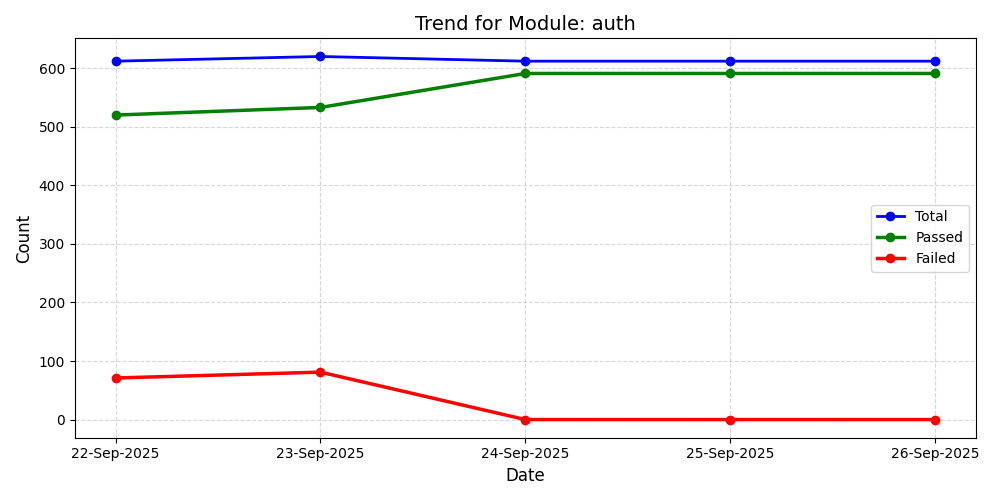 Trend for Module: auth
600
500
400
300
200
100
0
Count
Total
Passed
Failed
22-Sep-2025 23-Sep-2025 24-Sep-2025 25-Sep-2025 26-Sep-2025
Date